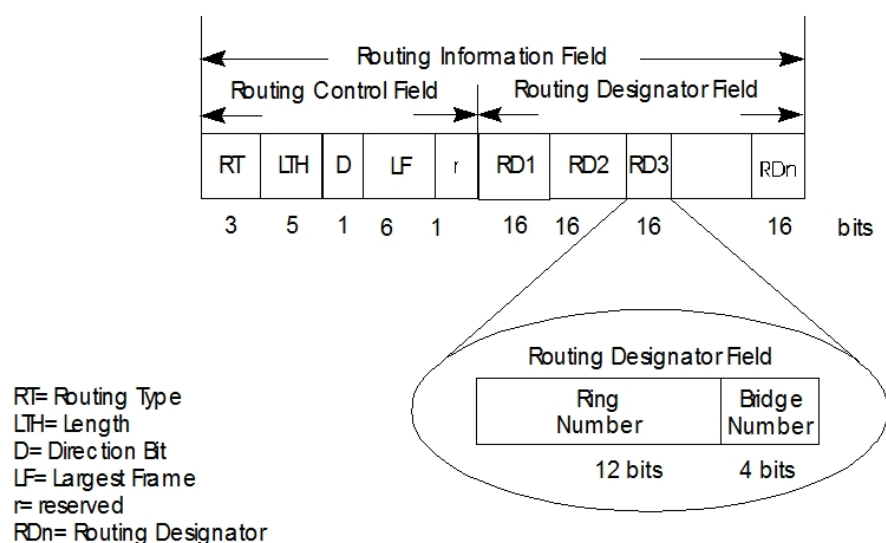 Routing Information Field
Routing Control Field Routing Designator Field
RT LTH D LF r RD1 RD2 RD3 RDn
3 5 1 6 1 16 16 16 16 bits
Routing Designator Field
Ring Number Bridge Number
12 bits 4 bits
RT= Routing Type
LTH= Length
D= Direction Bit
LF= Largest Frame
r= reserved
RDn= Routing Designator